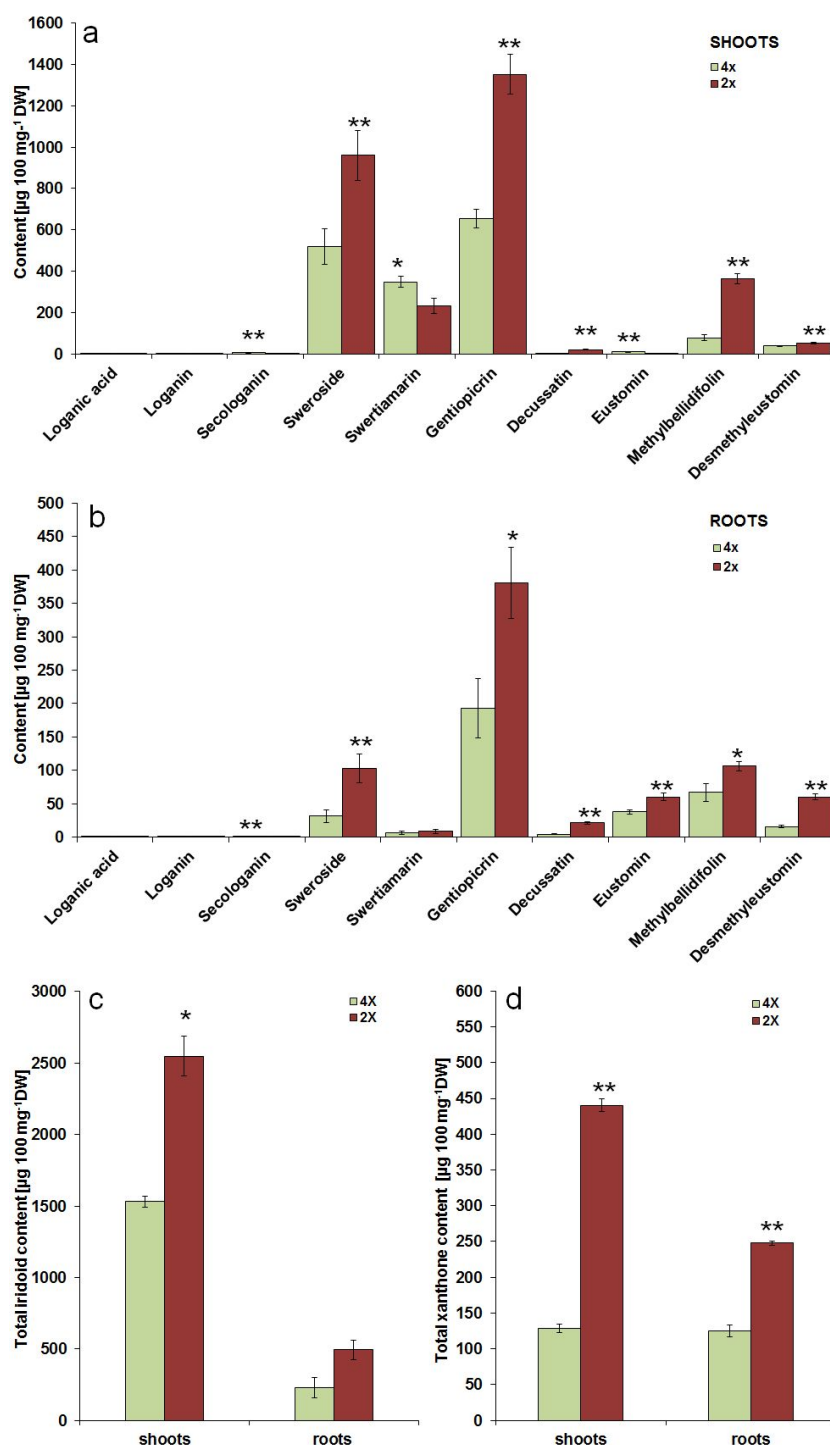 a
SHOOTS
4x
2x
Content [µg 100 mg-1 DW]
1600
1400
1200
1000
800
600
400
200
0
**
**
*
**
**
**
**
**
Loganic acid
Loganin
Secologanin
Sweroside
Swertiamarin
Gentiopicrin
Decussatin
Eustomin
Methylbellidifolin
Desmethyleustomin
b
ROOTS
4x
2x
Content [µg 100 mg-1DW]
500
450
400
350
300
250
200
150
100
50
0
**
**
*
**
**
*
**
Loganic acid
Loganin
Secologanin
Sweroside
Swertiamarin
Gentiopicrin
Decussatin
Eustomin
Methylbellidifolin
Desmethyleustomin
c
4X
2X
Total iridoid content [µg 100 mg-1DW]
3000
2500
2000
1500
1000
500
0
*
shoots roots
d
4X
2X
Total xanthone content [µg 100 mg-1DW]
600
550
500
450
400
350
300
250
200
150
100
50
0
**
**
shoots roots